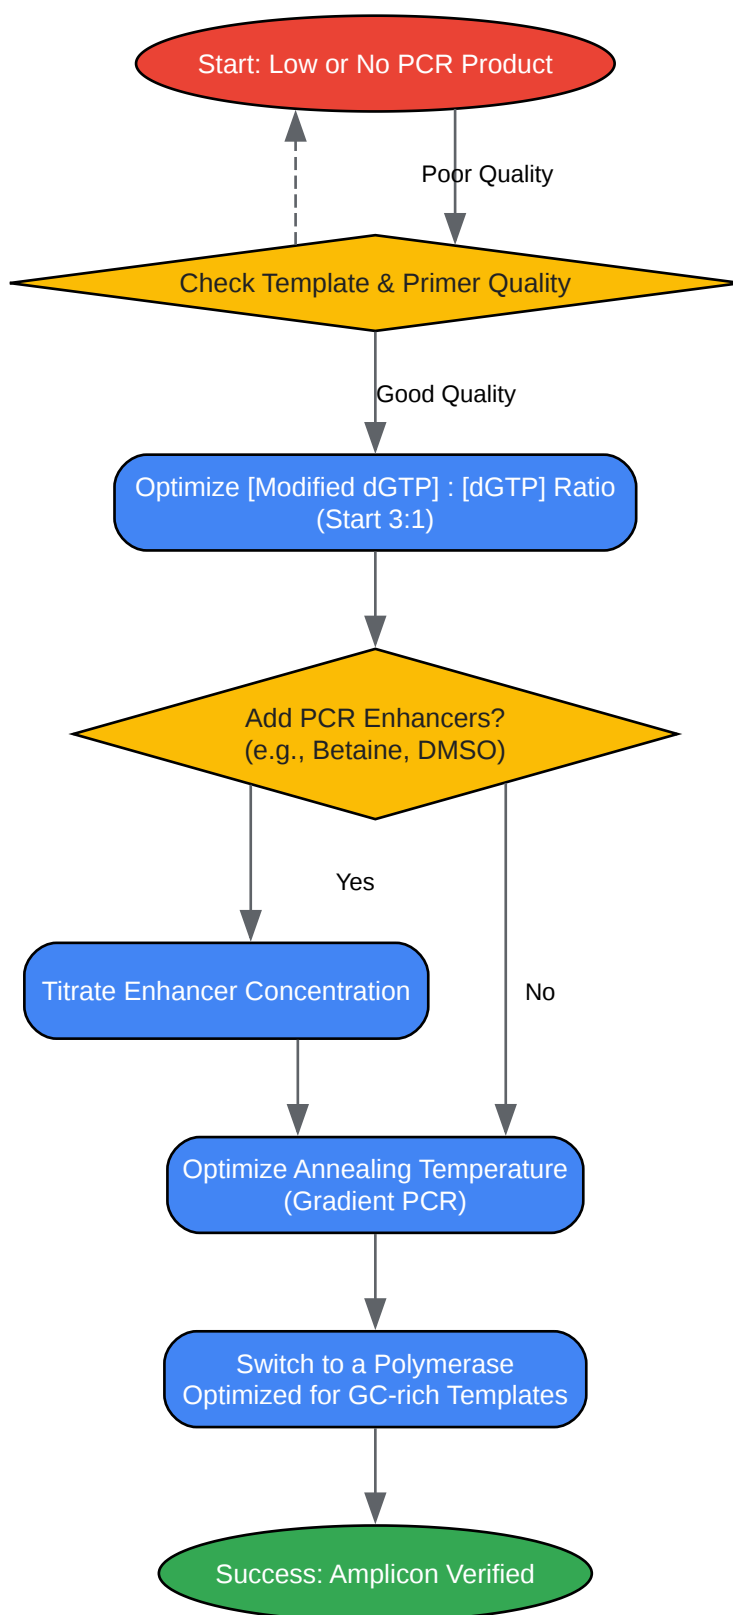 Start: Low or No PCR Product
Poor Quality
Check Template & Primer Quality
Good Quality
Optimize [Modified dGTP] : [dGTP] Ratio
(Start 3:1)
Add PCR Enhancers?
(e.g., Betaine, DMSO)
Yes
Titrate Enhancer Concentration
No
Optimize Annealing Temperature
(Gradient PCR)
Switch to a Polymerase
Optimized for GC-rich Templates
Success: Amplicon Verified